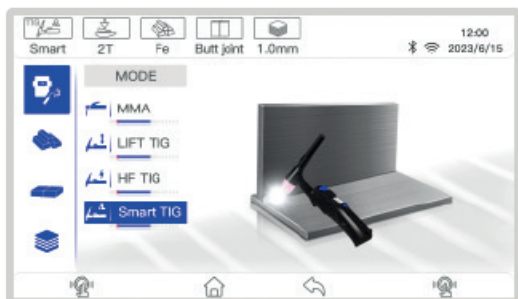 TIG
Smart
2T
Fe
Butt joint
1.0mm
12:00
2023/6/15
MODE
MMA
LIFT TIG
HF TIG
Smart TIG